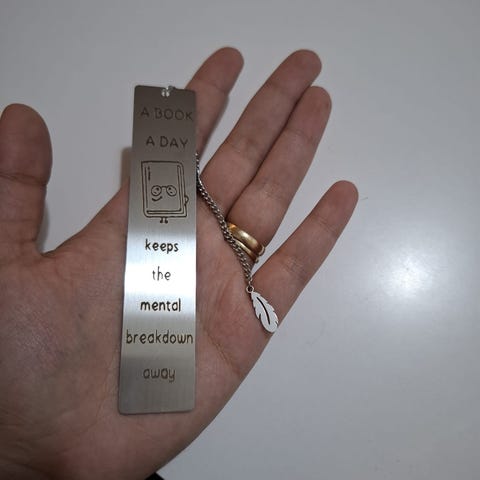 A BOOK
A DAY
keeps
the
mental
breakdown
away